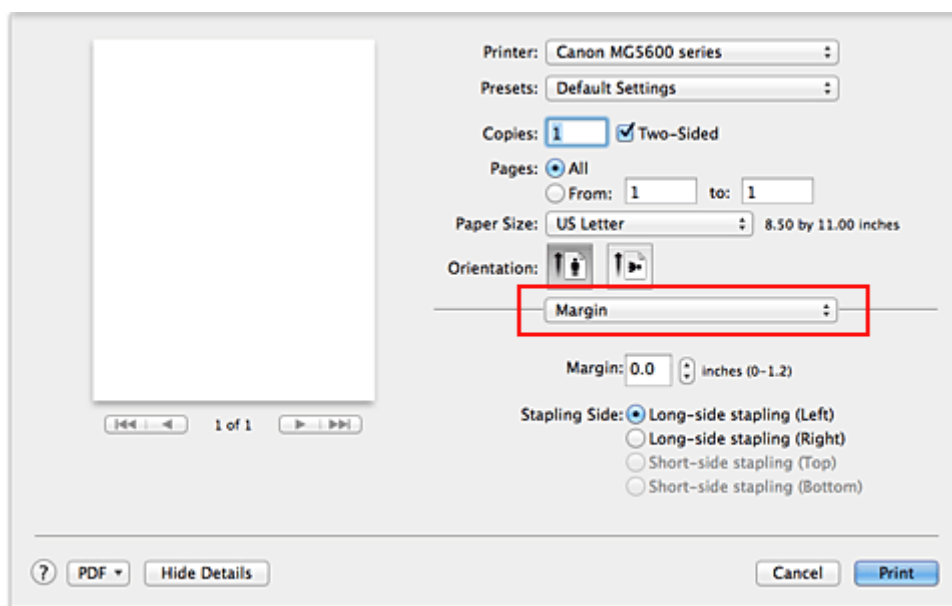 Printer: Canon MG5600 series
Presets: Default Settings
Copies: 1 Two-Sided
Pages: All
From: 1 to: 1
Paper Size: US Letter 8.50 by 11.00 inches
Orientation:
Margin
Margin: 0.0 inches (0-1.2)
Stapling Side: Long-side stapling (Left)
Long-side stapling (Right)
Short-side stapling (Top)
Short-side stapling (Bottom)
1 of 1
? PDF Hide Details Cancel Print